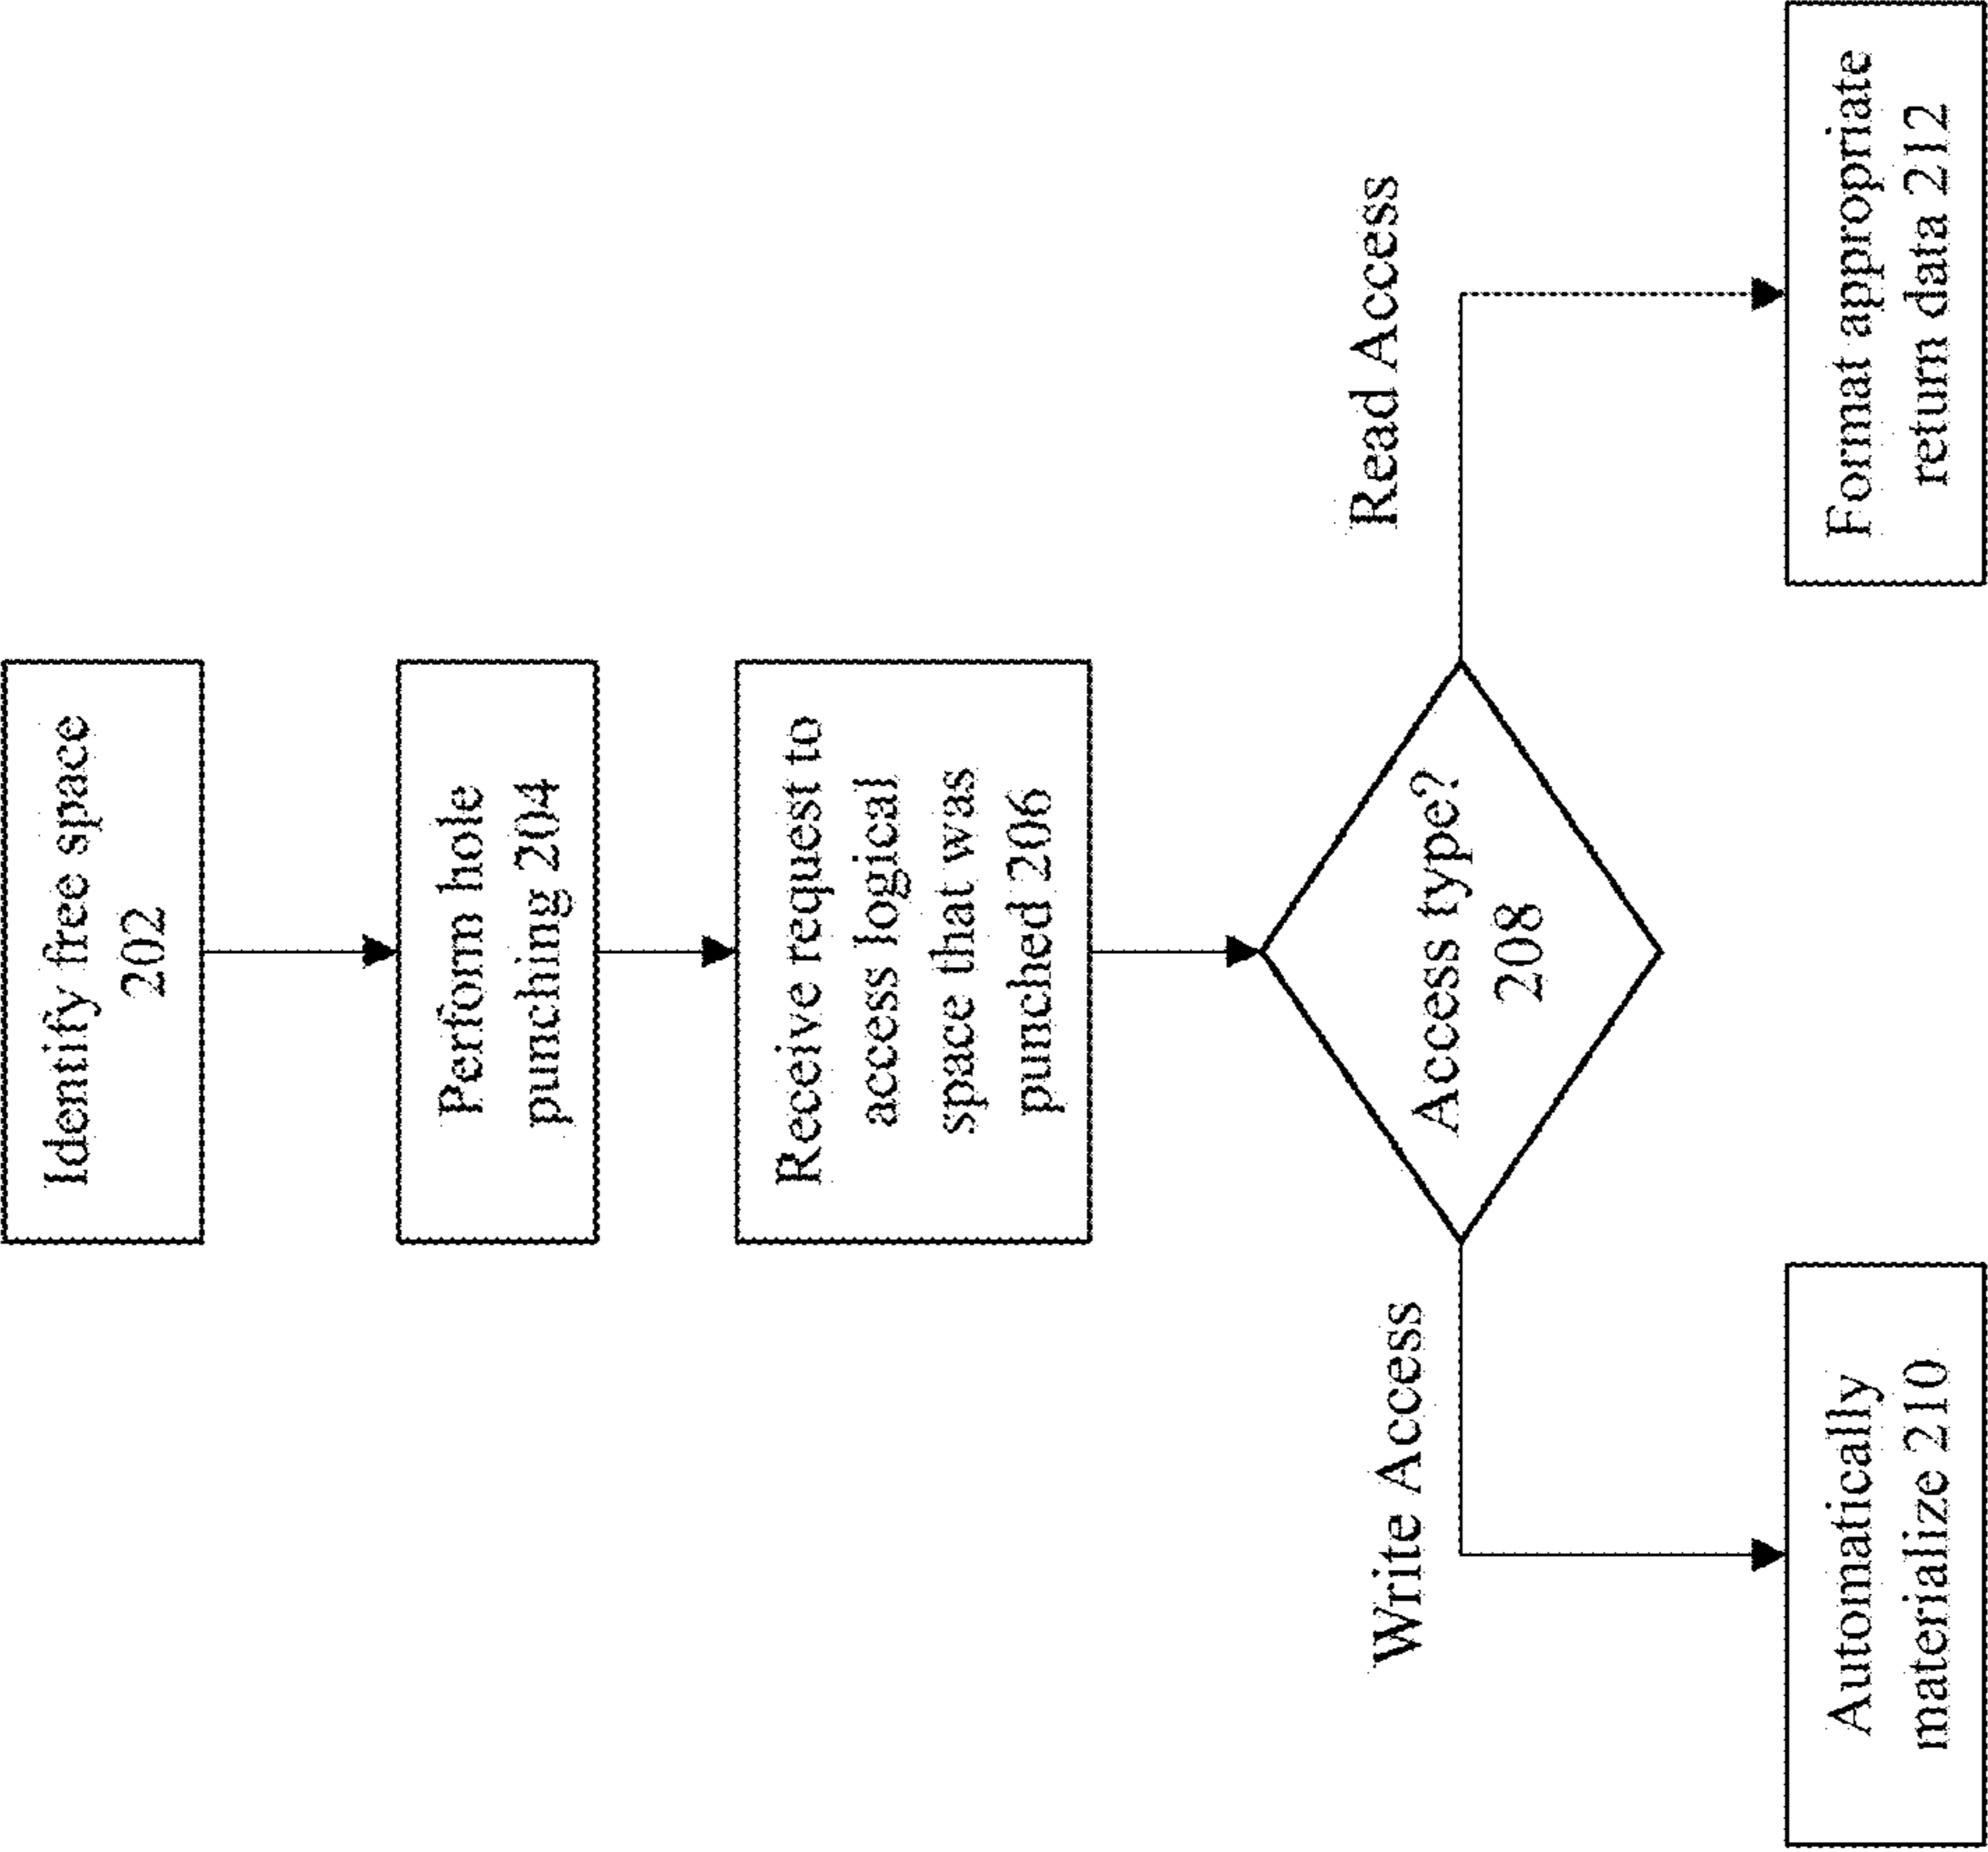 Identify free space
202
Perform hole
punching 204
Receive request to
access logical
space that was
punched 206
Access type?
208
Write Access
Read Access
Automatically
materialize 210
Format appropriate
return data 212